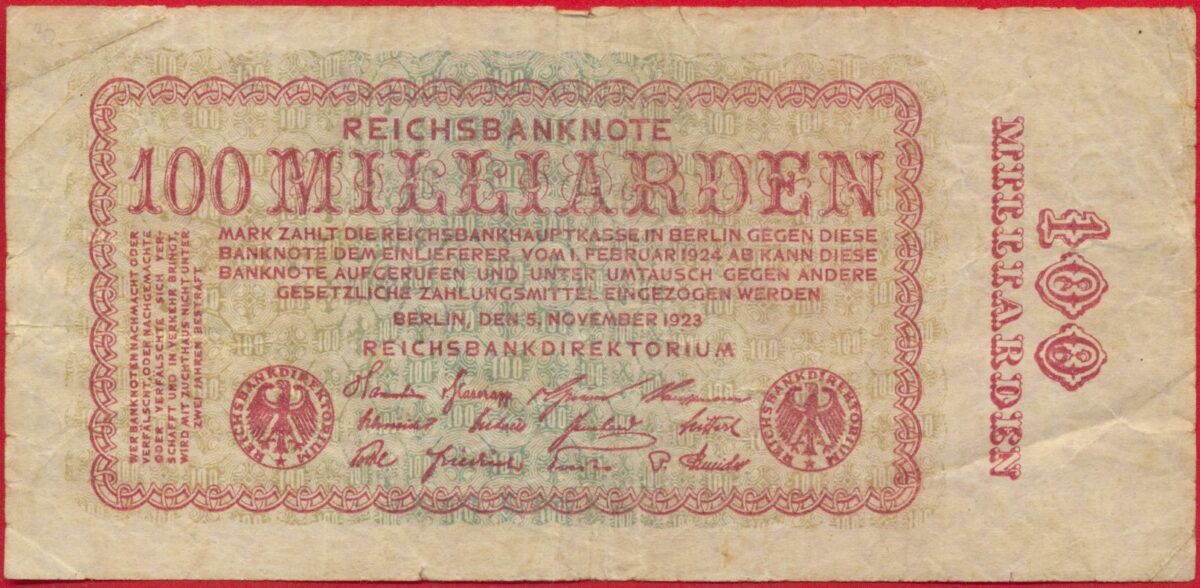 REICHSBANKNOTE
100 MILLIARDEN
MARK ZAHLT DIE REICHSBANKHAUPTKASSE IN BERLIN GEGEN DIESE
BANKNOTE DEM EINLIEFERER. VOM 1. FEBRUAR 1924 AB KANN DIESE
BANKNOTE AUFGERUFEN UND UNTER UMTAUSCH GEGEN ANDERE
GESETZLICHE ZAHLUNGSMITTEL EINGEZOGEN WERDEN
BERLIN, DEN 5. NOVEMBER 1923
REICHSBANKDIREKTORIUM
WER BANKNOTEN NACHMACHT ODER
VERFÄLSCHT, ODER NACHGEMACHTE
ODER VERFÄLSCHTE SICH VER-
SCHAFFT UND IN VERKEHR BRINGT,
WIRD MIT ZUCHTHAUS NICHT UNTER
ZWEI JAHREN BESTRAFT
REICHSBANKDIREKTORIUM
REICHSBANKDIREKTORIUM
100
MILLIARDEN